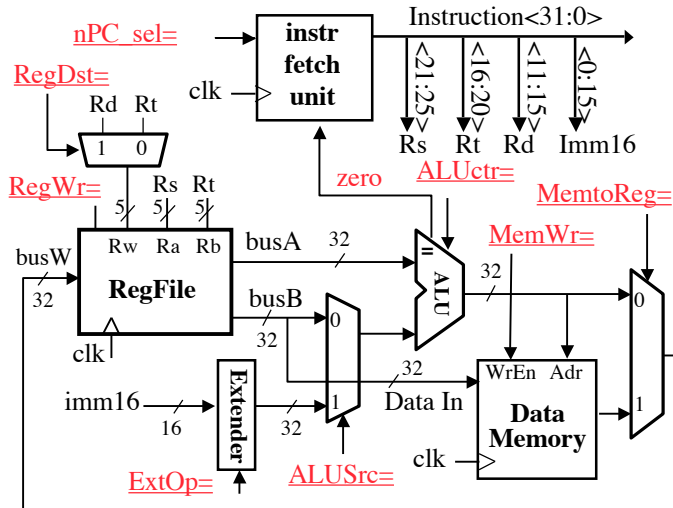 Instruction<31:0>
nPC_sel=
instr
fetch
unit
clk
<21:25>
<16:20>
<11:15>
<0:15>
Rs
Rt
Rd
Imm16
RegDst=
Rd
Rt
1
0
zero
ALUctr=
RegWr=
5
Rs
5
Rt
5
MemtoReg=
MemWr=
busW
32
Rw
Ra
Rb
RegFile
clk
busA
32
busB
32
=
ALU
32
0
1
0
1
imm16
16
Extender
32
32
Data In
WrEn
Adr
Data
Memory
clk
ExtOp=
ALUSrc=